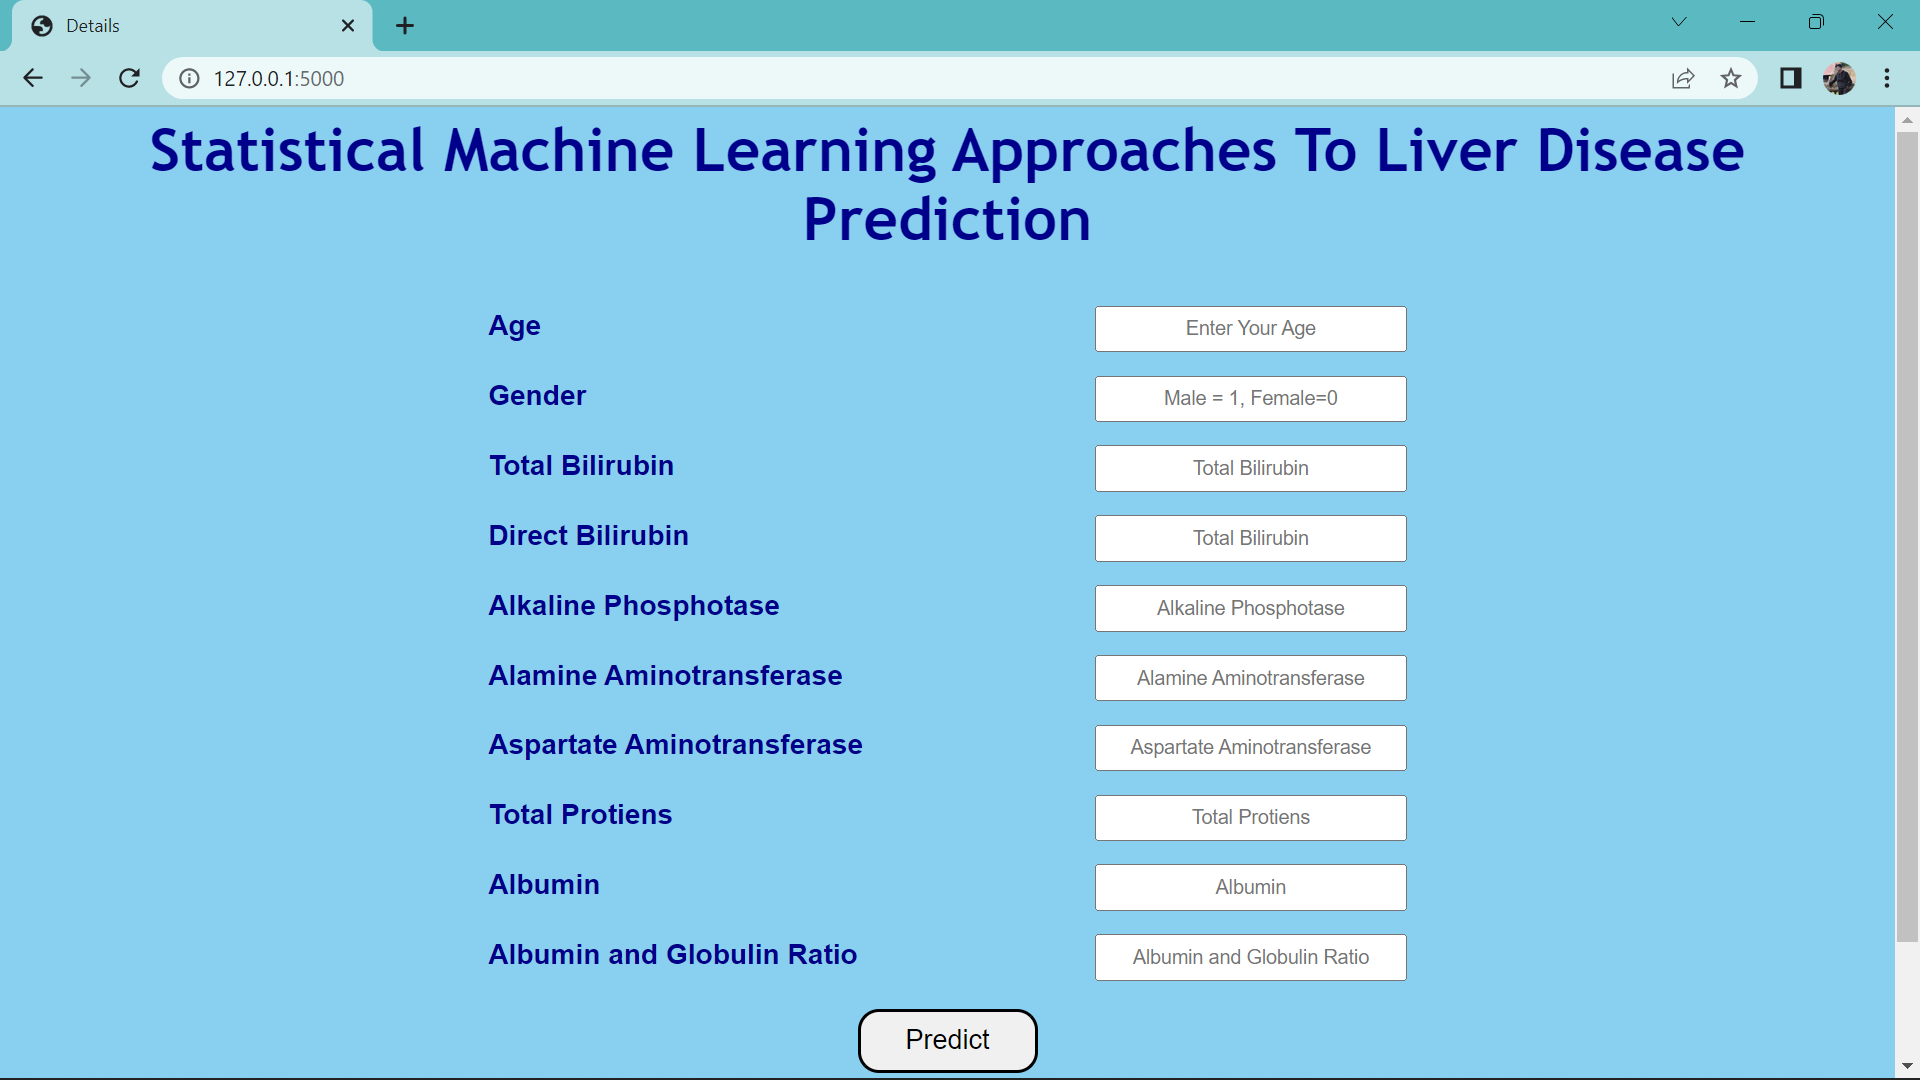 Details
127.0.0.1:5000
Statistical Machine Learning Approaches To Liver Disease
Prediction
Age Enter Your Age
Gender Male = 1, Female=0
Total Bilirubin Total Bilirubin
Direct Bilirubin Total Bilirubin
Alkaline Phosphotase Alkaline Phosphotase
Alamine Aminotransferase Alamine Aminotransferase
Aspartate Aminotransferase Aspartate Aminotransferase
Total Protiens Total Protiens
Albumin Albumin
Albumin and Globulin Ratio Albumin and Globulin Ratio
Predict